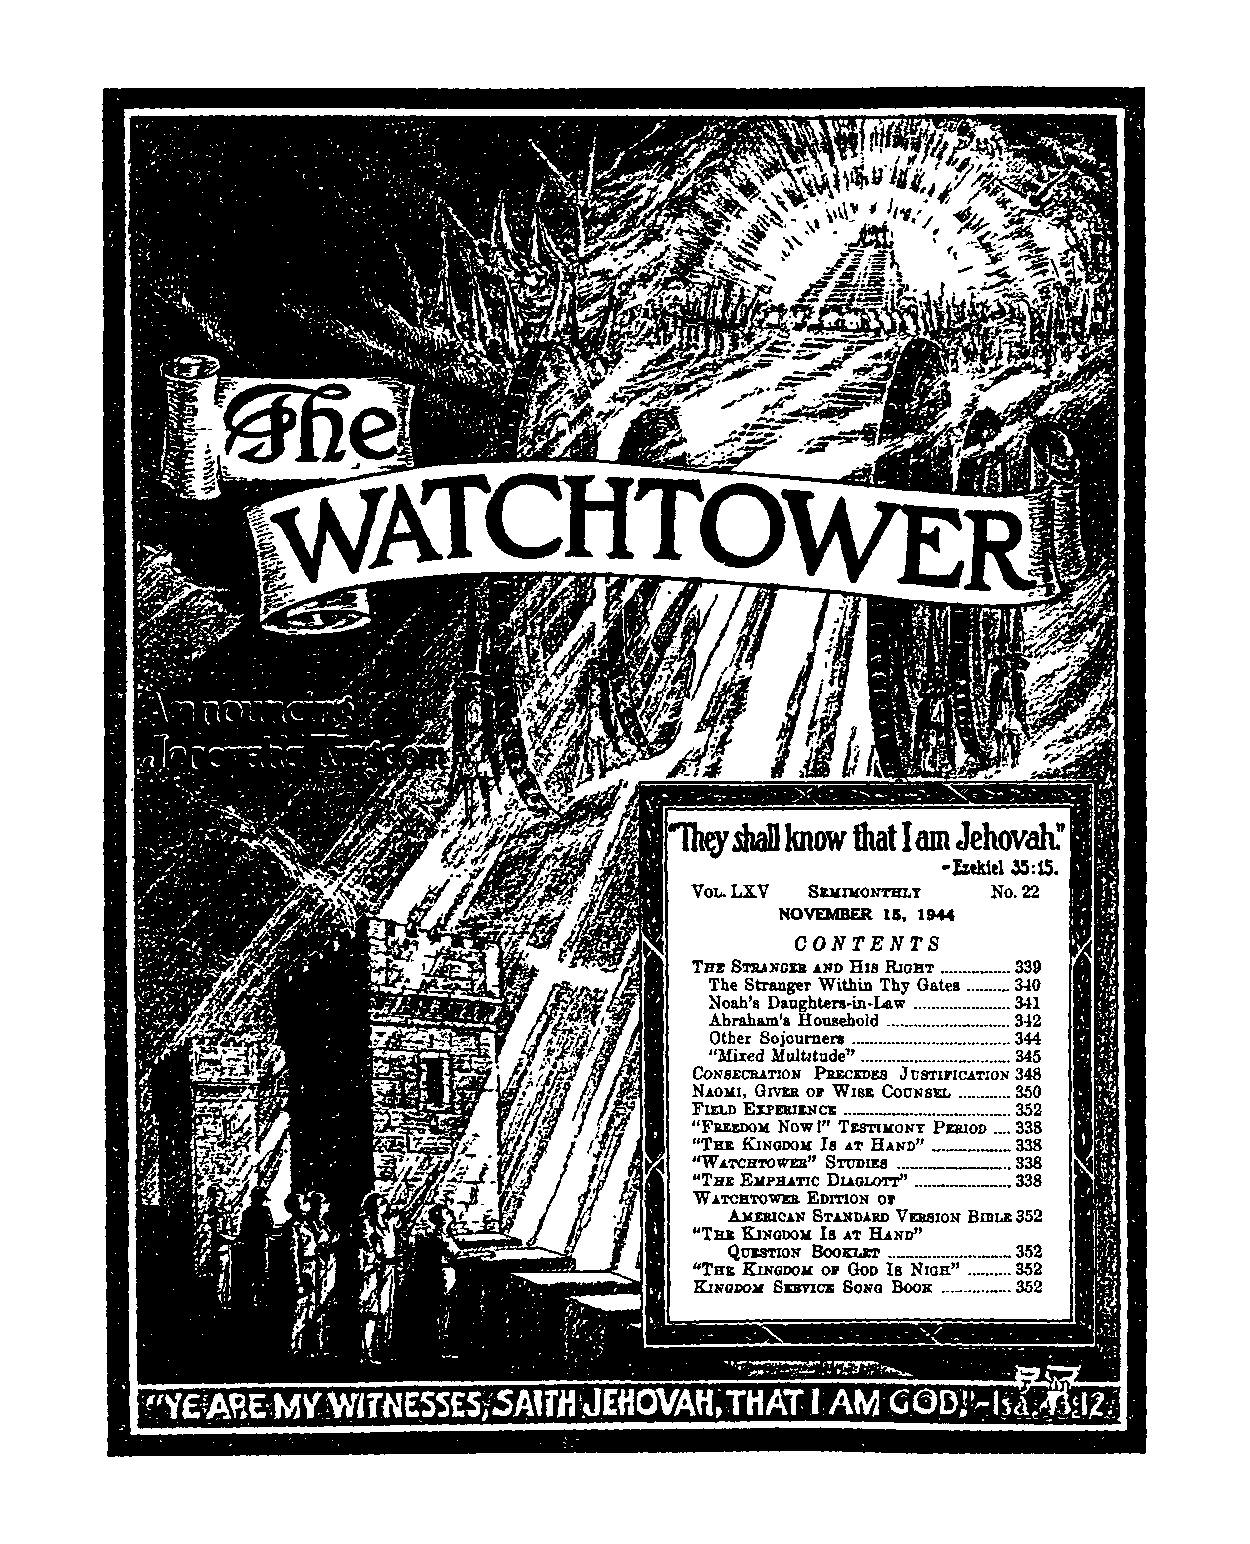 The
WATCHTOWER
Announcing
Jehovah's Kingdom
"They shall know that I am Jehovah."
-Ezekiel 35:15.
VOL. LXV SEMIMONTHLY No. 22
NOVEMBER 15, 1944
CONTENTS
THE STRANGER AND HIS RIGHT ................ 339
The Stranger Within Thy Gates .......... 340
Noah's Daughters-in-Law .................... 341
Abraham's Household .......................... 342
Other Sojourners ................................. 344
"Mixed Multitude" ................................ 345
CONSECRATION PRECEDES JUSTIFICATION 348
NAOMI, GIVER OF WISE COUNSEL ........... 350
FIELD EXPERIENCE .................................... 352
"FREEDOM NOW!" TESTIMONY PERIOD .... 338
"THE KINGDOM IS AT HAND" ................. 338
"WATCHTOWER" STUDIES ........................ 338
"THE EMPHATIC DIAGLOTT" .................... 338
WATCHTOWER EDITION OF
AMERICAN STANDARD VERSION BIBLE 352
"THE KINGDOM IS AT HAND"
QUESTION BOOKLET .......................... 352
"THE KINGDOM OF GOD IS NIGH" .......... 352
KINGDOM SERVICE SONG BOOK ............... 352
"YE ARE MY WITNESSES, SAITH JEHOVAH, THAT I AM GOD."-Isa. 43:12.